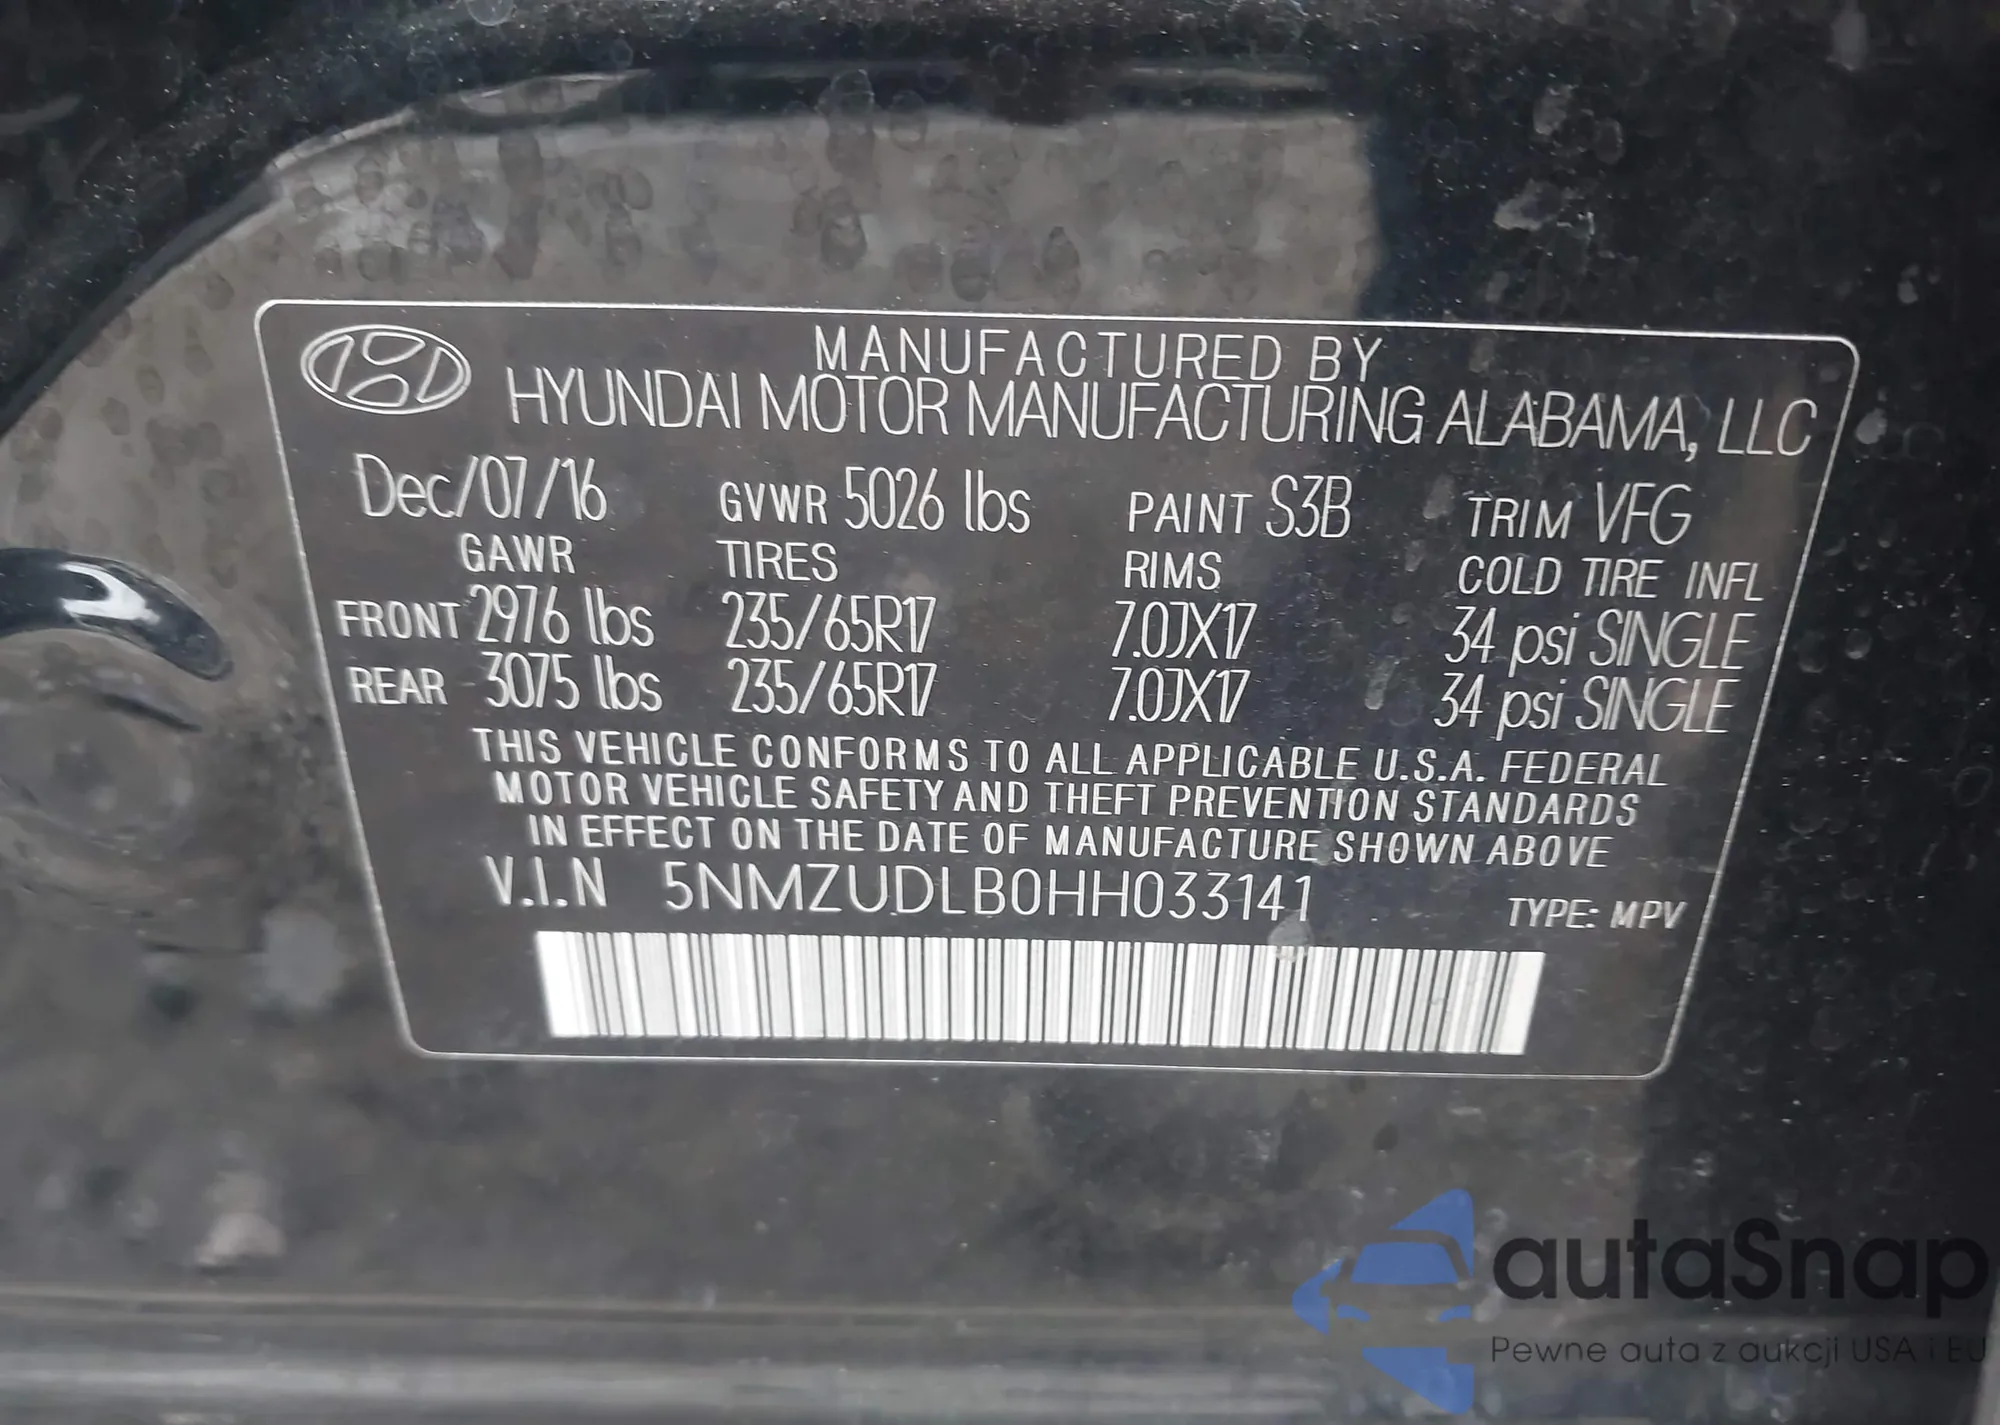 MANUFACTURED BY
HYUNDAI MOTOR MANUFACTURING ALABAMA, LLC
Dec/07/16 GVWR 5026 lbs PAINT S3B TRIM VFG
GAWR TIRES RIMS COLD TIRE INFL
FRONT 2976 lbs 235/65R17 7.0JX17 34 psi SINGLE
REAR 3075 lbs 235/65R17 7.0JX17 34 psi SINGLE
THIS VEHICLE CONFORMS TO ALL APPLICABLE U.S.A. FEDERAL
MOTOR VEHICLE SAFETY AND THEFT PREVENTION STANDARDS
IN EFFECT ON THE DATE OF MANUFACTURE SHOWN ABOVE
V.I.N 5NMZUDLB0HH033141 TYPE: MPV
autaSnap
Pewne auta z aukcji USA i EU